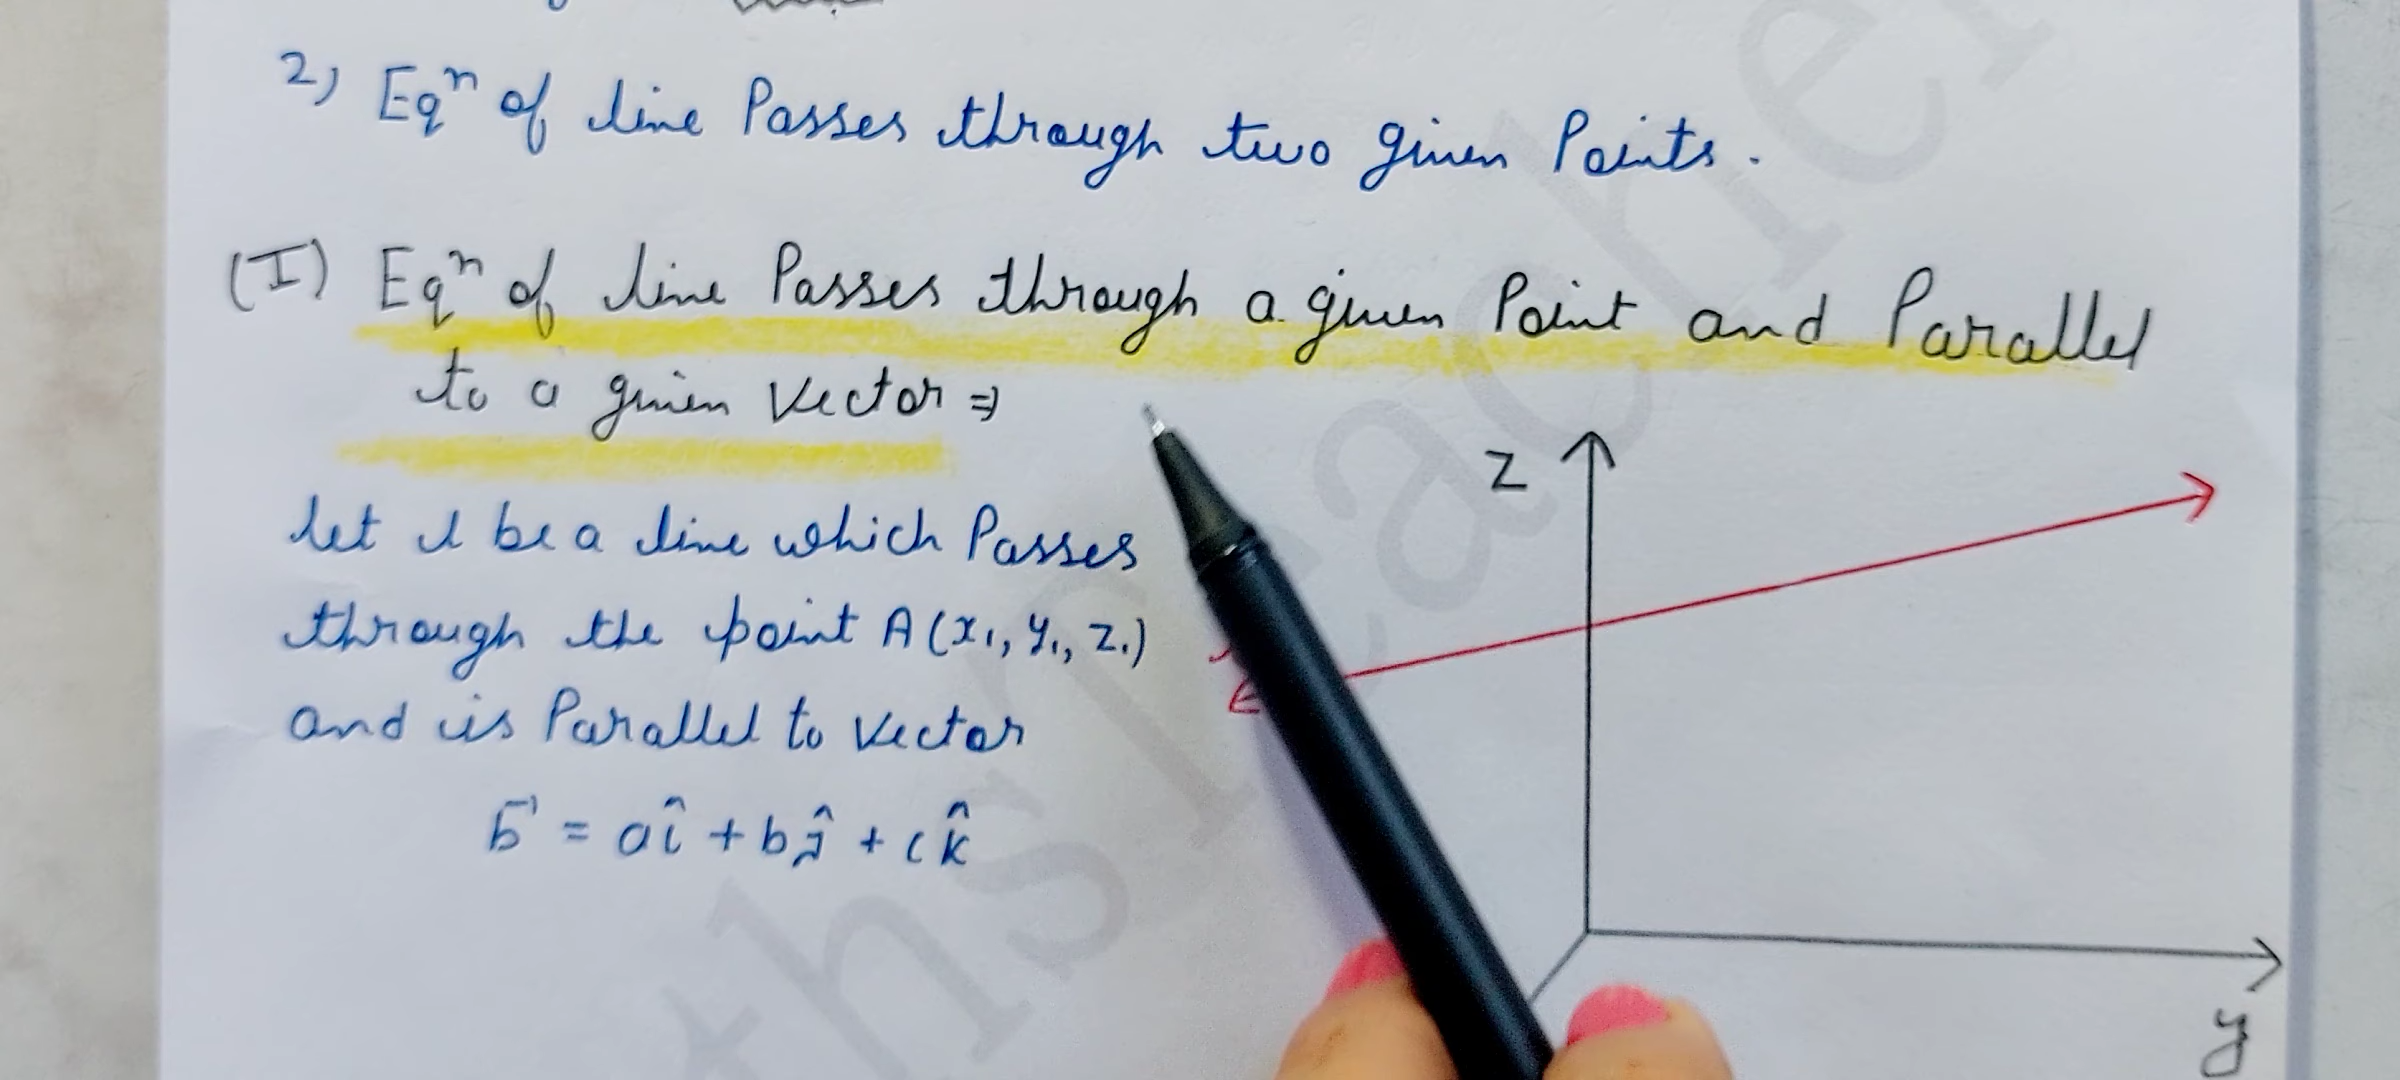 2) Eqⁿ of line Passes through two given Points.
(I) Eqⁿ of line Passes through a given Point and Parallel
to a given Vector ⇒
let l be a line which Passes
through the point A(x₁, y₁, z₁)
and is Parallel to Vector
b⃗ = aî + bĵ + ck̂
Z
y